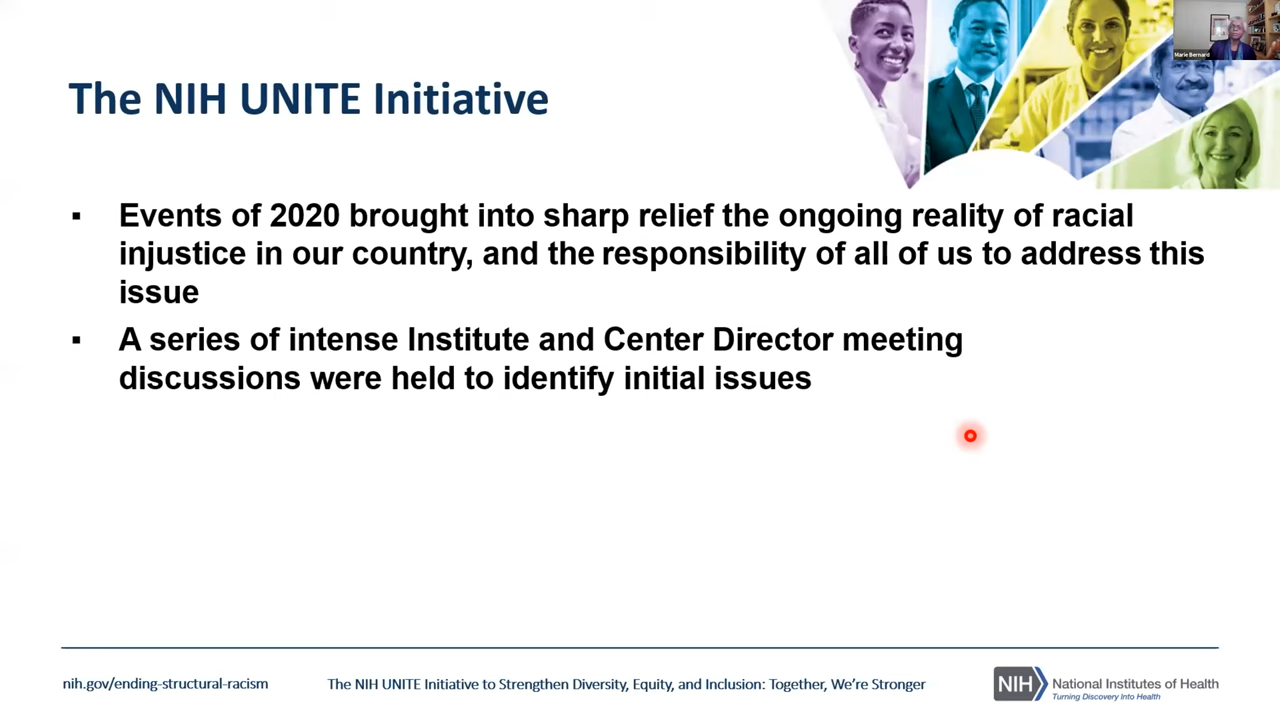 Marie Bernard
The NIH UNITE Initiative
▪ Events of 2020 brought into sharp relief the ongoing reality of racial
injustice in our country, and the responsibility of all of us to address this
issue
▪ A series of intense Institute and Center Director meeting
discussions were held to identify initial issues
nih.gov/ending-structural-racism
The NIH UNITE Initiative to Strengthen Diversity, Equity, and Inclusion: Together, We’re Stronger
NIH National Institutes of Health
Turning Discovery Into Health